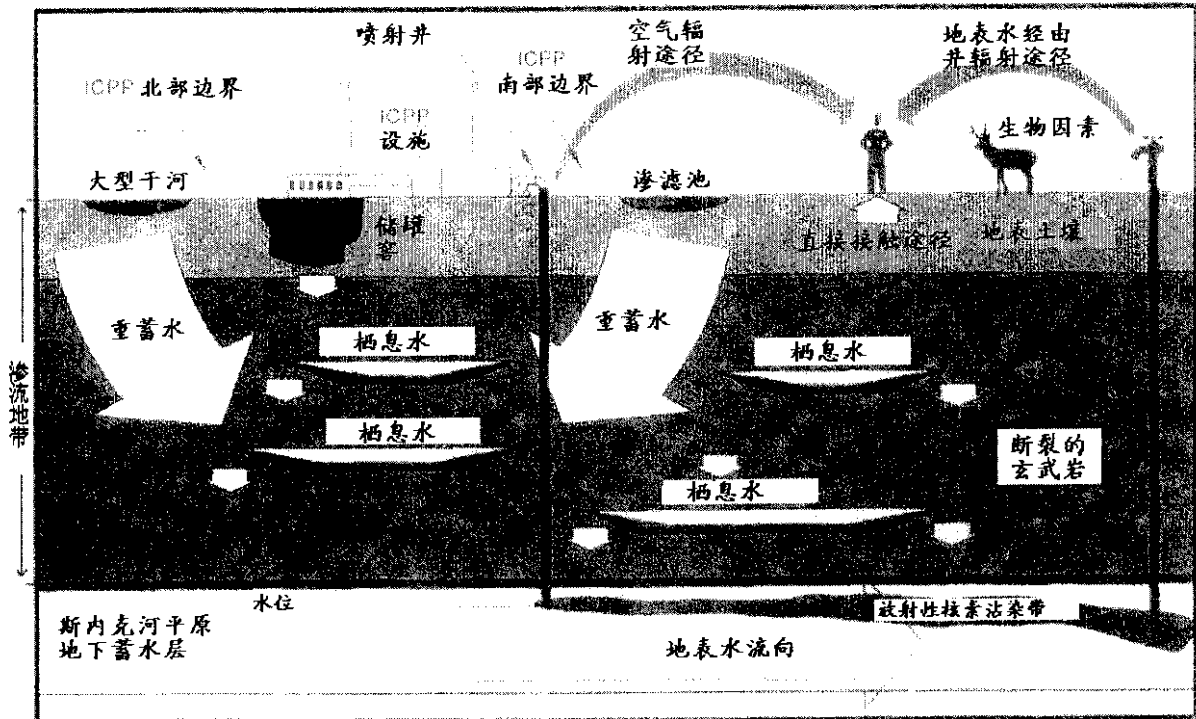 喷射井
空气辐
射途径
地表水经由
井辐射途径
ICPP 北部边界
ICPP
南部边界
ICPP
设施
生物因素
大型干河
渗滤池
储罐
窖
直接接触途径
地表土壤
重蓄水
重蓄水
栖息水
栖息水
渗流地带
栖息水
断裂的
玄武岩
栖息水
水位
放射性核素沾染带
斯内克河平原
地下蓄水层
地表水流向